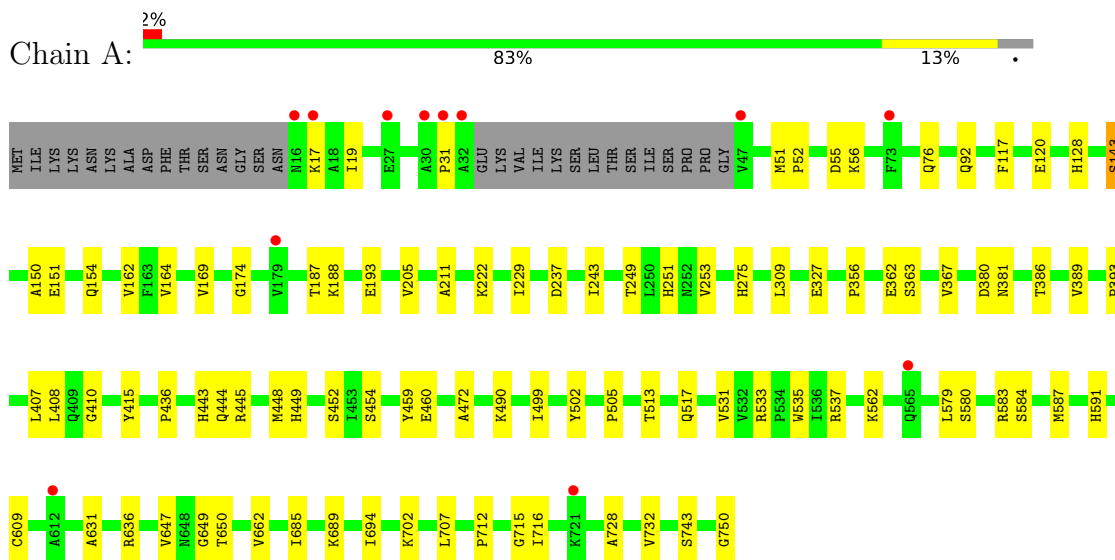 2%
Chain A:
83% 13% •
MET ILE LYS LYS ASN LYS ALA ASP PHE THR SER ASN GLY SER ASN N16 K17 A18 I19 E27 A30 P31 A32 GLU LYS VAL ILE LYS SER LEU THR SER ILE SER PRO PRO GLY V47 M51 P52 D55 K56 F73 Q76 Q92 F117 E120 H128 S143
A150 E151 Q154 V162 F163 V164 V169 G174 V179 T187 K188 E193 V205 A211 K222 I229 D237 I243 T249 L250 H251 N252 V253 H275 L309 E327 P356 E362 S363 V367 D380 N381 T386 V389
L407 L408 Q409 G410 Y415 P436 H443 Q444 R445 M448 H449 S452 I453 S454 Y459 E460 A472 K490 I499 Y502 P505 T513 Q517 V531 V532 R533 P534 W535 I536 R537 K562 Q565 L579 S580 R583 S584 M587 H591
C609 A612 A631 R636 V647 N648 G649 T650 V662 I685 K689 I694 K702 L707 P712 G715 I716 K721 A728 V732 S743 G750